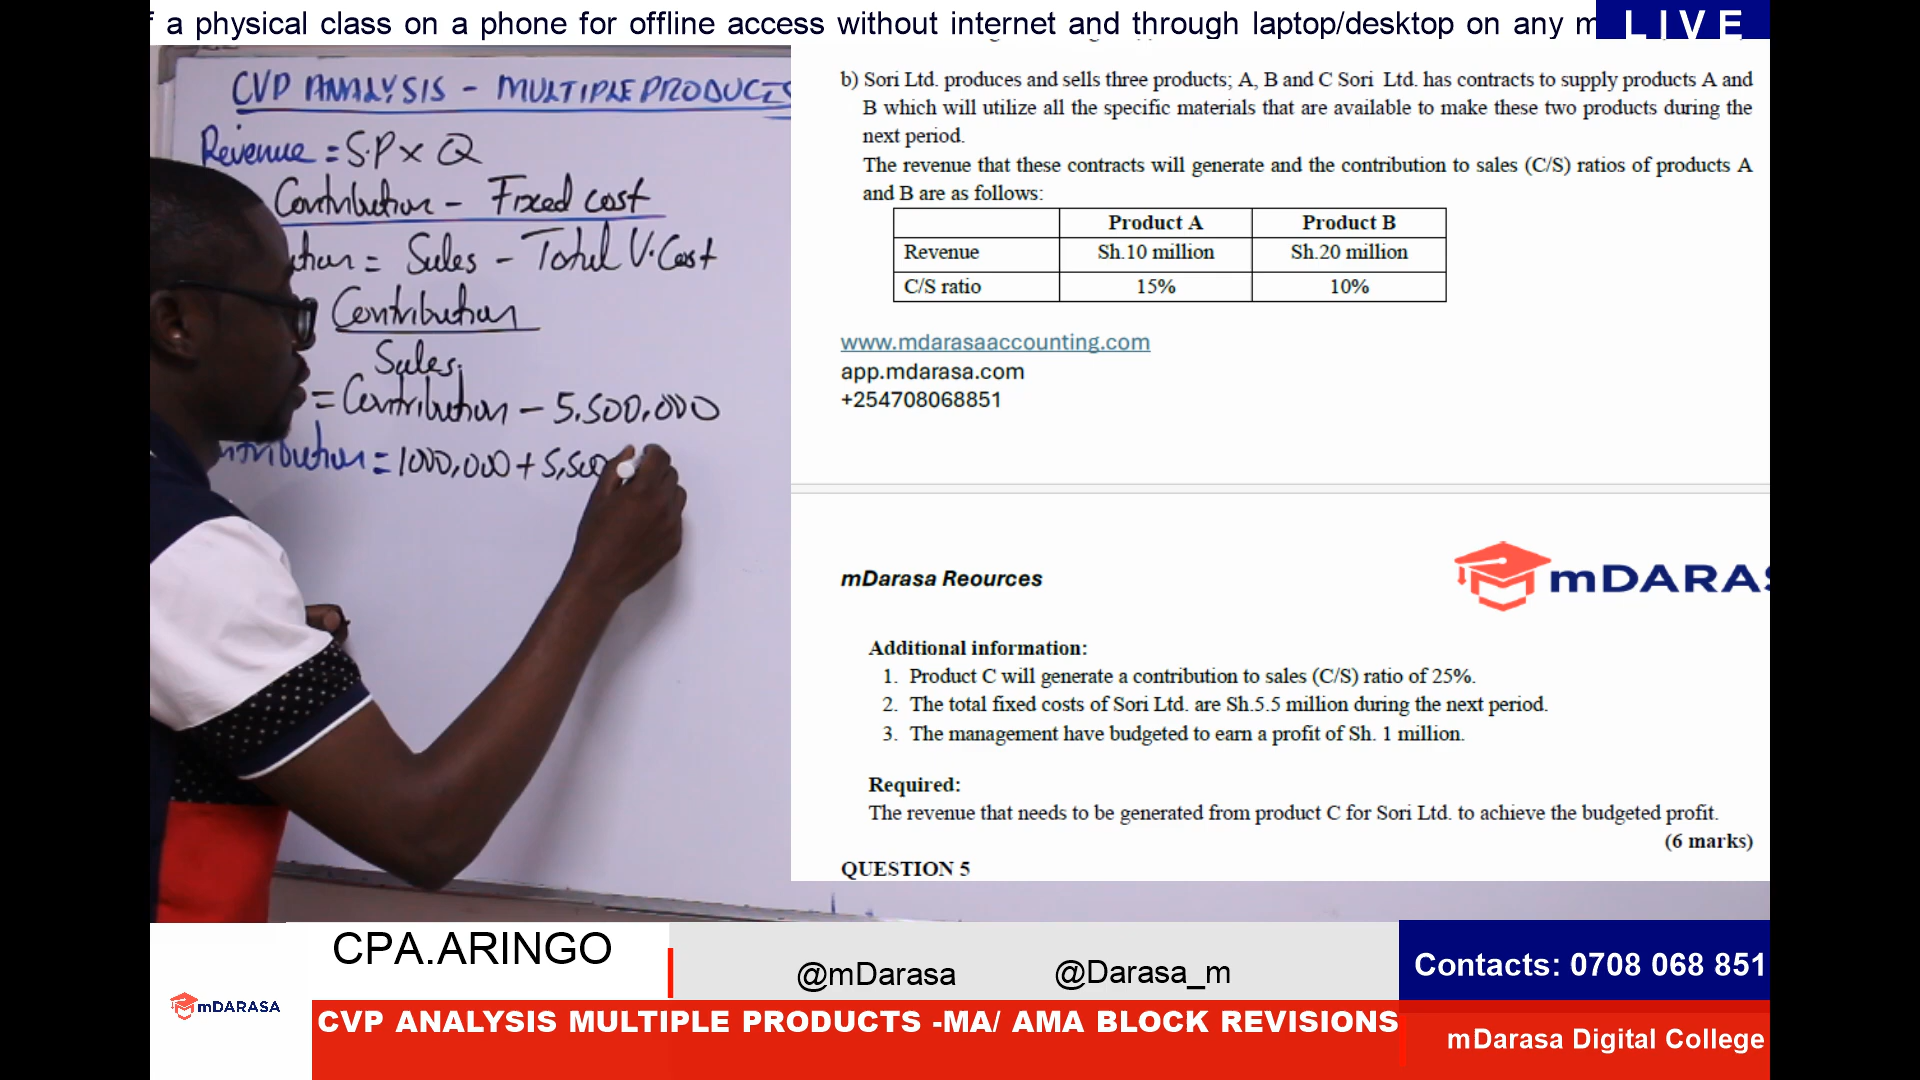 f a physical class on a phone for offline access without internet and through laptop/desktop on any m
LIVE
CVP ANALYSIS - MULTIPLE PRODUCTS
Revenue = S.P x Q
Contribution - Fixed cost
= Sales - Total V. Cost
Contribution
Sales
= Contribution - 5,500,000
= 1000,000 + 5,500
b) Sori Ltd. produces and sells three products; A, B and C Sori Ltd. has contracts to supply products A and
B which will utilize all the specific materials that are available to make these two products during the
next period.
The revenue that these contracts will generate and the contribution to sales (C/S) ratios of products A
and B are as follows:
Product A Product B
Revenue Sh.10 million Sh.20 million
C/S ratio 15% 10%
www.mdarasaaccounting.com
app.mdarasa.com
+254708068851
mDarasa Reources
mDARAS
Additional information:
1. Product C will generate a contribution to sales (C/S) ratio of 25%.
2. The total fixed costs of Sori Ltd. are Sh.5.5 million during the next period.
3. The management have budgeted to earn a profit of Sh. 1 million.
Required:
The revenue that needs to be generated from product C for Sori Ltd. to achieve the budgeted profit.
(6 marks)
QUESTION 5
CPA.ARINGO
@mDarasa @Darasa_m
Contacts: 0708 068 851
mDARASA
CVP ANALYSIS MULTIPLE PRODUCTS -MA/ AMA BLOCK REVISIONS
mDarasa Digital College